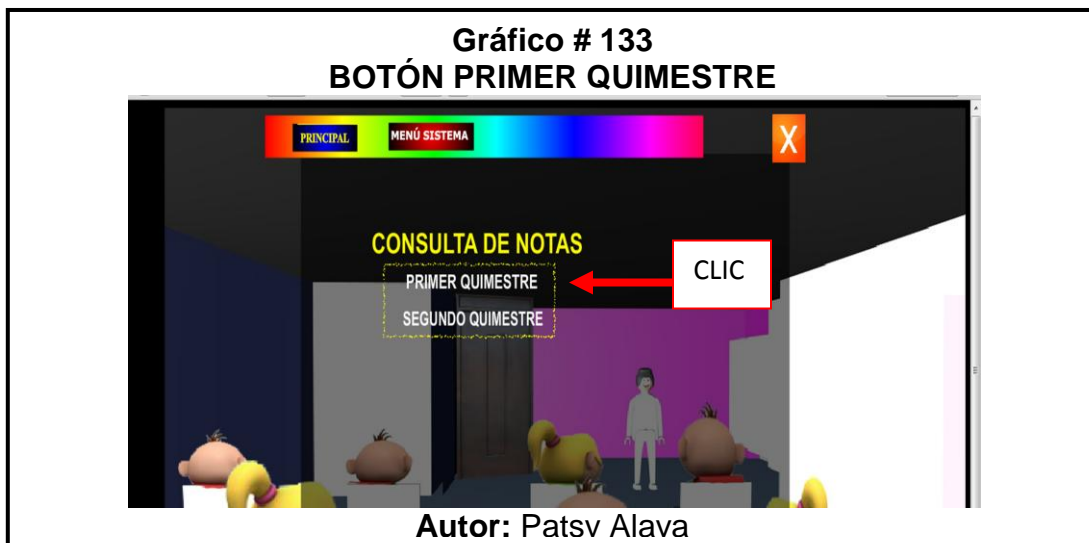 Gráfico # 133
BOTÓN PRIMER QUIMESTRE
PRINCIPAL MENÚ SISTEMA X
CONSULTA DE NOTAS
PRIMER QUIMESTRE
CLIC
SEGUNDO QUIMESTRE
Autor: Patsy Alava